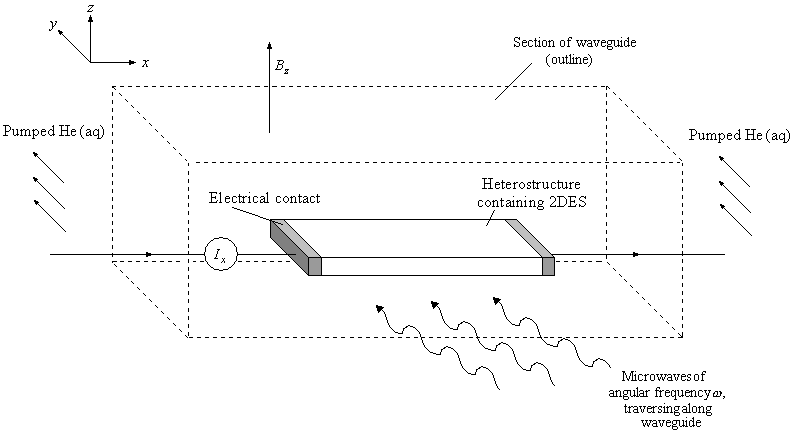 z
y
x
B_z
Section of waveguide
(outline)
Pumped He (aq)
Pumped He (aq)
Electrical contact
Heterostructure
containing 2DES
I_x
Microwaves of
angular frequency ω,
traversing along
waveguide